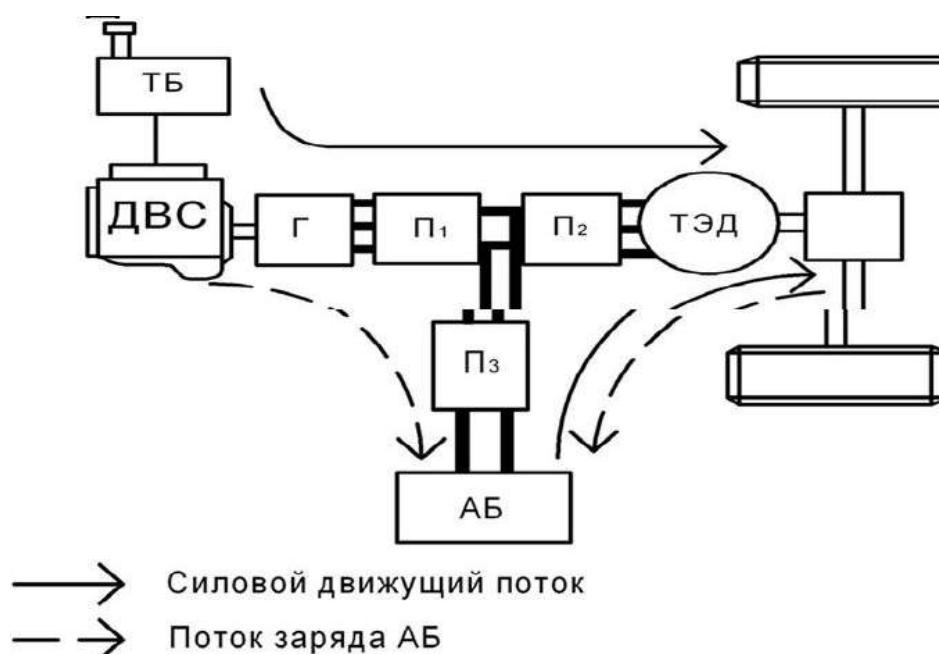 ТБ
ДВС
Г
П1
П2
ТЭД
П3
АБ
Силовой движущий поток
Поток заряда АБ